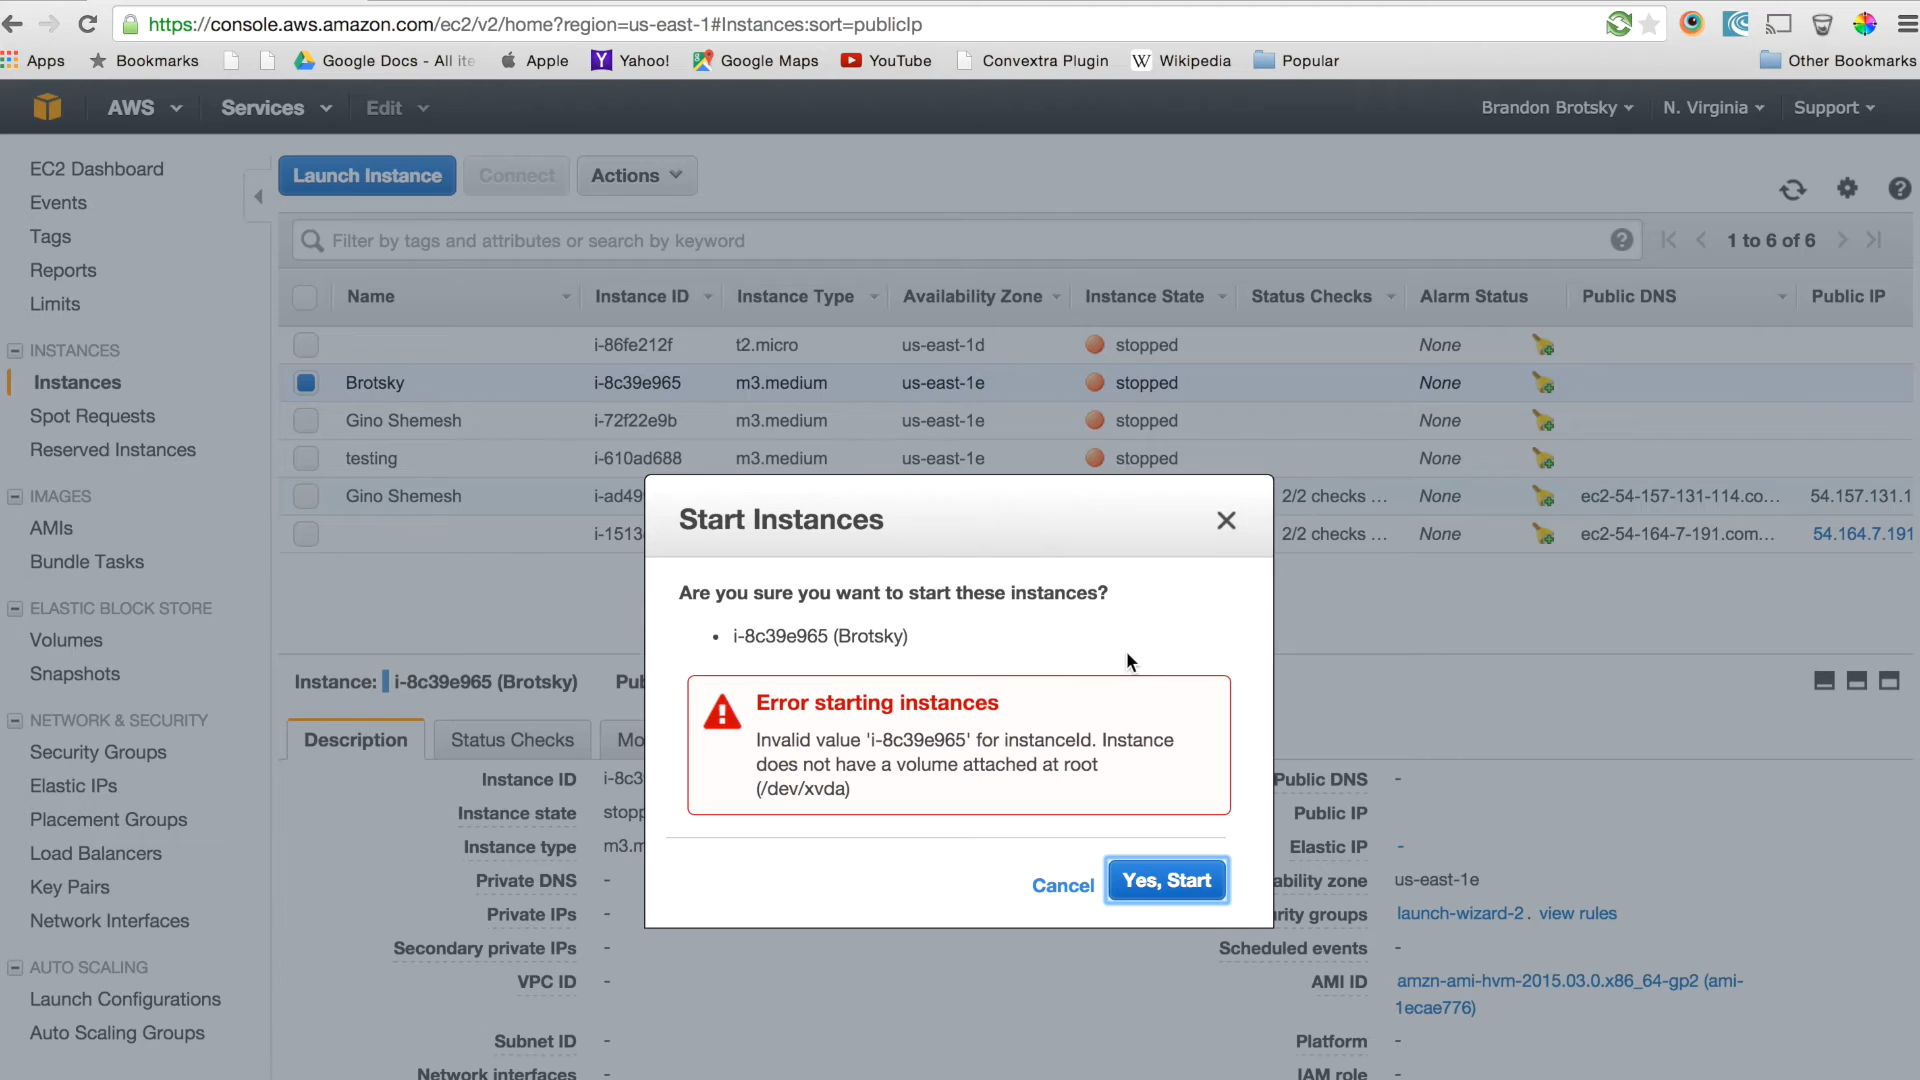 https://console.aws.amazon.com/ec2/v2/home?region=us-east-1#Instances:sort=publicIp
Apps Bookmarks Google Docs - All ite Apple Yahoo! Google Maps YouTube Convextra Plugin W Wikipedia Popular Other Bookmarks
AWS Services Edit Brandon Brotsky N. Virginia Support
EC2 Dashboard
Events
Tags
Reports
Limits
INSTANCES
Instances
Spot Requests
Reserved Instances
IMAGES
AMIs
Bundle Tasks
ELASTIC BLOCK STORE
Volumes
Snapshots
NETWORK & SECURITY
Security Groups
Elastic IPs
Placement Groups
Load Balancers
Key Pairs
Network Interfaces
AUTO SCALING
Launch Configurations
Auto Scaling Groups
Launch Instance Connect Actions
Filter by tags and attributes or search by keyword 1 to 6 of 6
Name Instance ID Instance Type Availability Zone Instance State Status Checks Alarm Status Public DNS Public IP
i-86fe212f t2.micro us-east-1d stopped None
Brotsky i-8c39e965 m3.medium us-east-1e stopped None
Gino Shemesh i-72f22e9b m3.medium us-east-1e stopped None
testing i-610ad688 m3.medium us-east-1e stopped None
Gino Shemesh i-ad49 2/2 checks ... None ec2-54-157-131-114.co... 54.157.131.1
i-1513 2/2 checks ... None ec2-54-164-7-191.com... 54.164.7.191
Start Instances
Are you sure you want to start these instances?
• i-8c39e965 (Brotsky)
Error starting instances
Invalid value 'i-8c39e965' for instanceId. Instance
does not have a volume attached at root
(/dev/xvda)
Cancel Yes, Start
Instance: i-8c39e965 (Brotsky) Pub
Description Status Checks Mo
Instance ID i-8c3
Instance state stopp
Instance type m3.m
Private DNS -
Private IPs -
Secondary private IPs -
VPC ID -
Subnet ID -
Network interfaces -
Public DNS -
Public IP -
Elastic IP -
ability zone us-east-1e
rity groups launch-wizard-2. view rules
Scheduled events -
AMI ID amzn-ami-hvm-2015.03.0.x86_64-gp2 (ami-
1ecae776)
Platform -
IAM role -